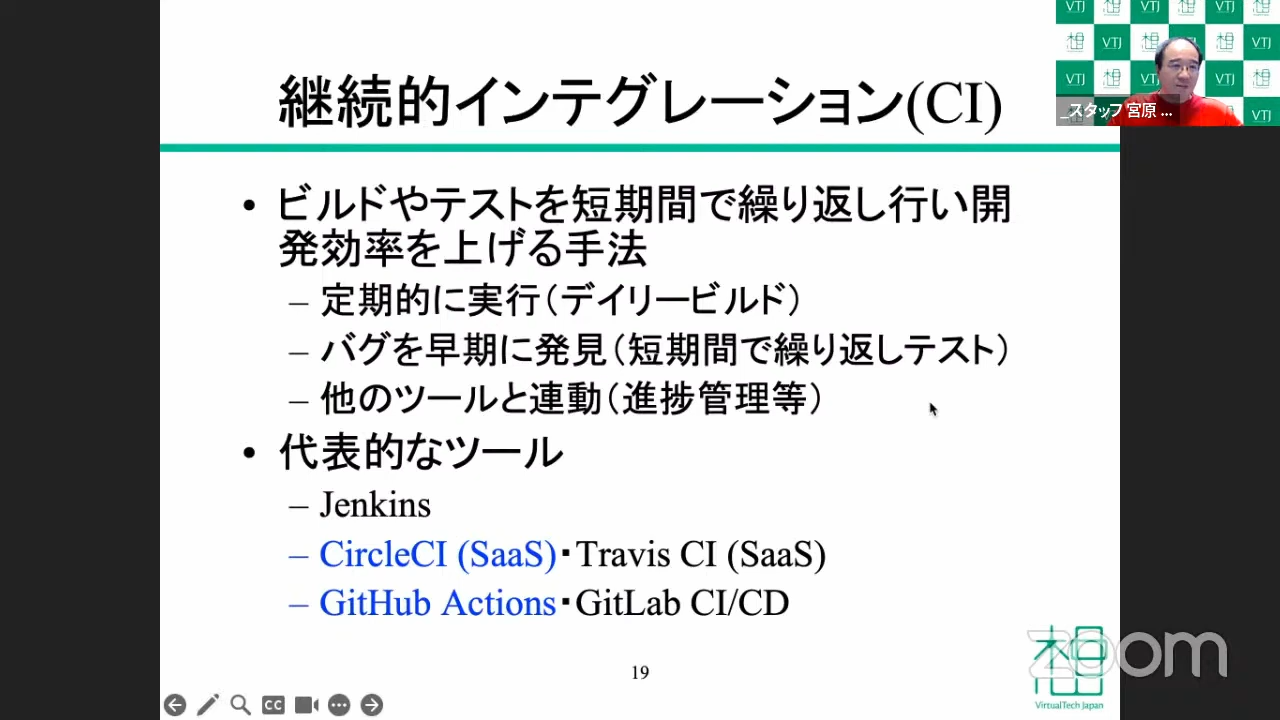 継続的インテグレーション(CI)
VTJ
_スタッフ 宮原 ...
• ビルドやテストを短期間で繰り返し行い開
発効率を上げる手法
– 定期的に実行(デイリービルド)
– バグを早期に発見(短期間で繰り返しテスト)
– 他のツールと連動(進捗管理等)
• 代表的なツール
– Jenkins
– CircleCI (SaaS)・Travis CI (SaaS)
– GitHub Actions・GitLab CI/CD
19
zoom
想
VirtualTech Japan
CC